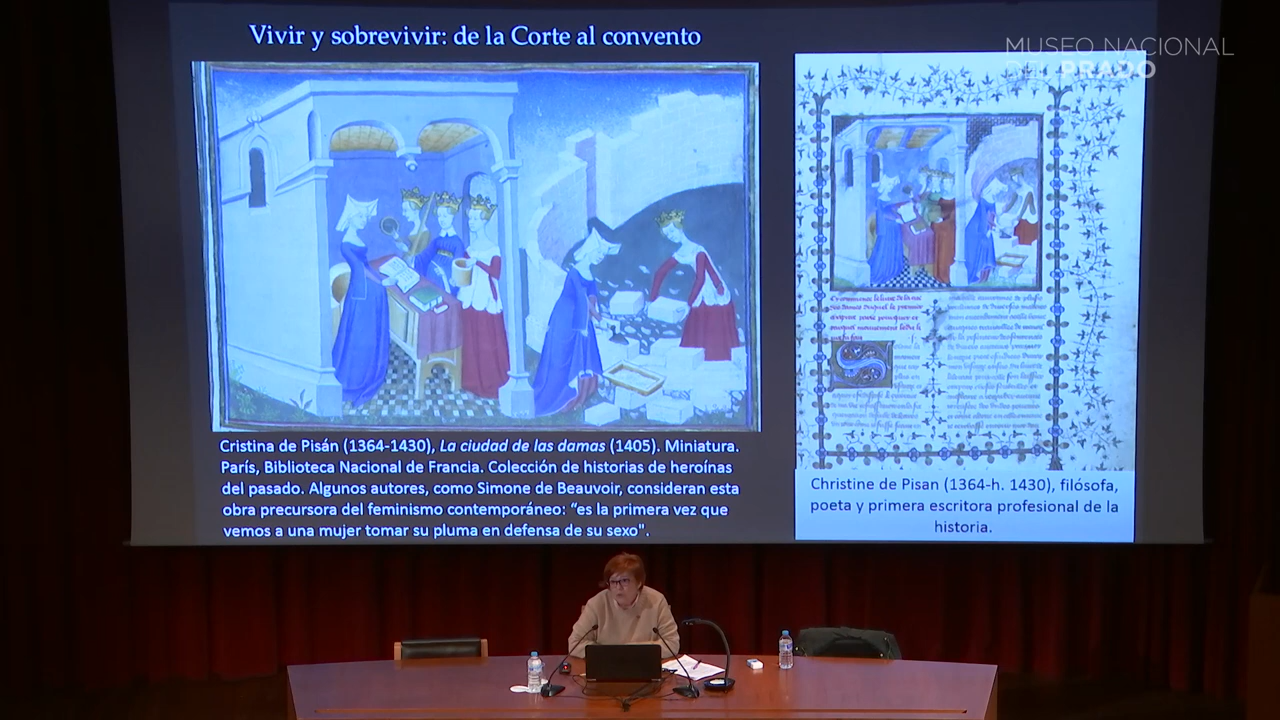 Vivir y sobrevivir: de la Corte al convento
MUSEO NACIONAL
DEL PRADO
Cristina de Pisán (1364-1430), La ciudad de las damas (1405). Miniatura.
París, Biblioteca Nacional de Francia. Colección de historias de heroínas
del pasado. Algunos autores, como Simone de Beauvoir, consideran esta
obra precursora del feminismo contemporáneo: “es la primera vez que
vemos a una mujer tomar su pluma en defensa de su sexo".
Christine de Pisan (1364-h. 1430), filósofa,
poeta y primera escritora profesional de la
historia.